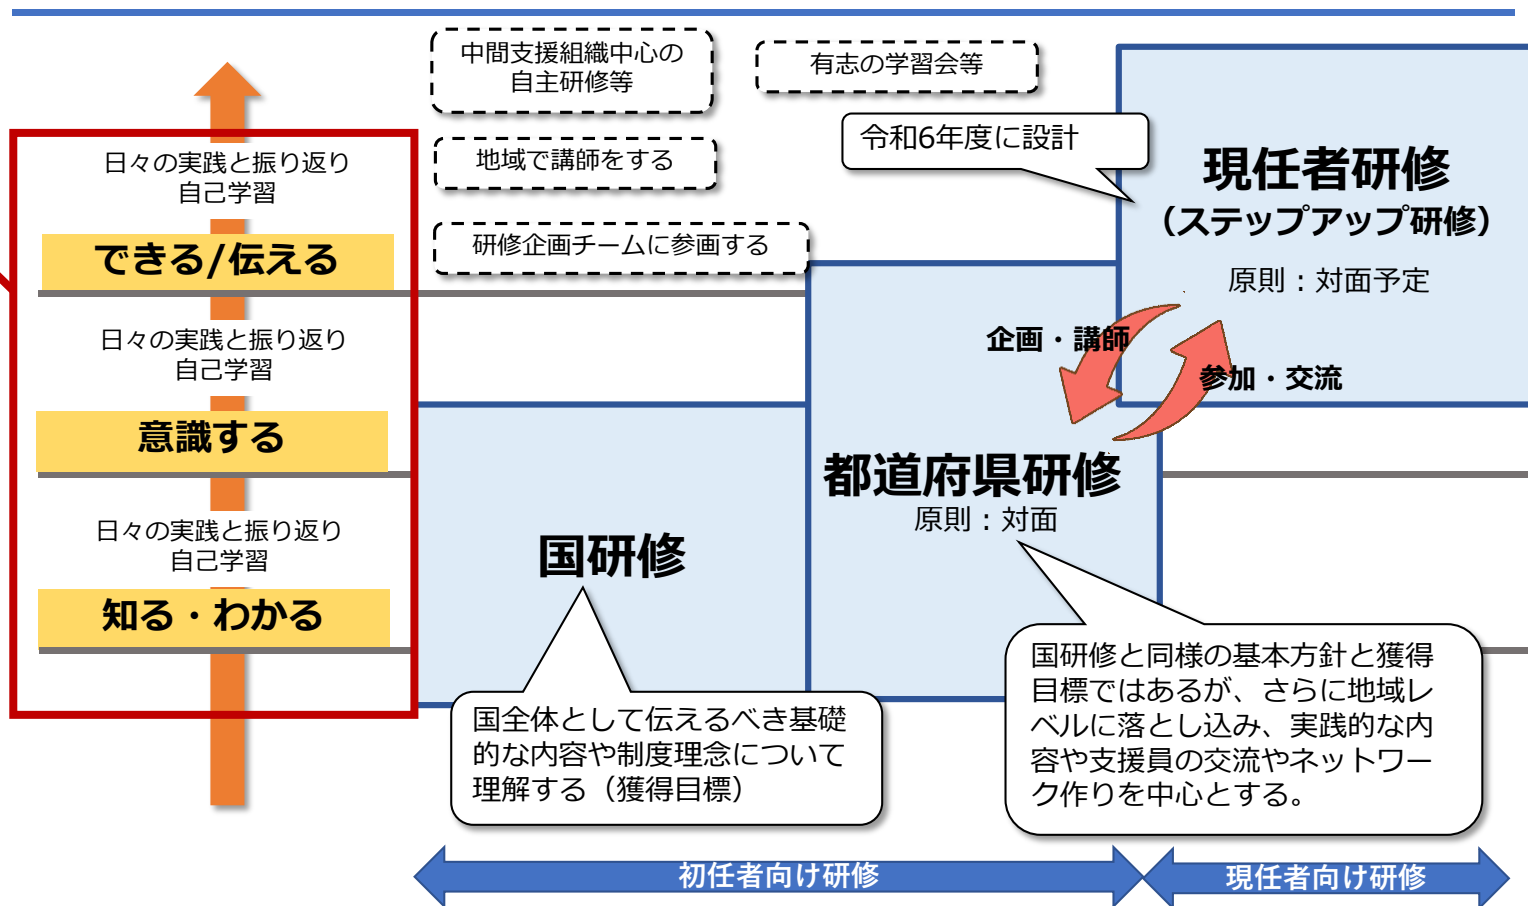 中間支援組織中心の
自主研修等
有志の学習会等
地域で講師をする
研修企画チームに参画する
令和6年度に設計
現任者研修
（ステップアップ研修）
原則：対面予定
日々の実践と振り返り
自己学習
できる/伝える
日々の実践と振り返り
自己学習
意識する
日々の実践と振り返り
自己学習
知る・わかる
企画・講師
参加・交流
都道府県研修
原則：対面
国研修
国全体として伝えるべき基礎
的な内容や制度理念について
理解する（獲得目標）
国研修と同様の基本方針と獲得
目標ではあるが、さらに地域レ
ベルに落とし込み、実践的な内
容や支援員の交流やネットワー
ク作りを中心とする。
初任者向け研修
現任者向け研修